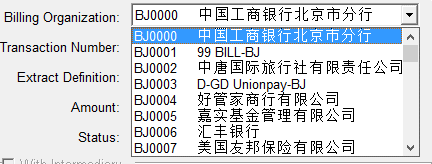 Billing Organization: BJ0000 中国工商银行北京市分行
BJ0000 中国工商银行北京市分行
Transaction Number: BJ0001 99 BILL-BJ
BJ0002 中唐国际旅行社有限责任公司
Extract Definition: BJ0003 D-GD Unionpay-BJ
BJ0004 好管家商行有限公司
Amount: BJ0005 嘉实基金管理有限公司
Status: BJ0006 汇丰银行
BJ0007 美国友邦保险有限公司
With Intermediary